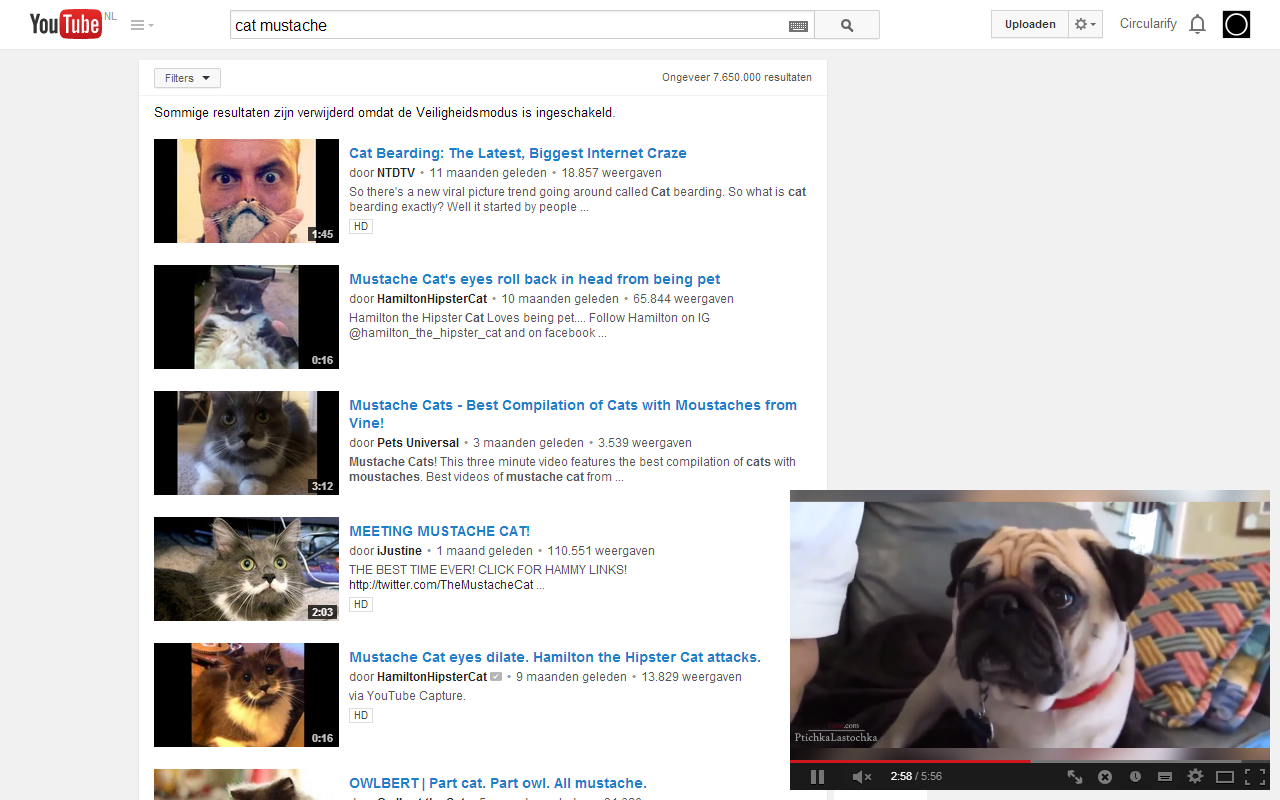 YouTube NL
cat mustache
Uploaden
Circularify
Filters
Ongeveer 7.650.000 resultaten
Sommige resultaten zijn verwijderd omdat de Veiligheidsmodus is ingeschakeld.
1:45
Cat Bearding: The Latest, Biggest Internet Craze
door NTDTV • 11 maanden geleden • 18.857 weergaven
So there's a new viral picture trend going around called Cat bearding. So what is cat
bearding exactly? Well it started by people ...
HD
0:16
Mustache Cat's eyes roll back in head from being pet
door HamiltonHipsterCat • 10 maanden geleden • 65.844 weergaven
Hamilton the Hipster Cat Loves being pet.... Follow Hamilton on IG
@hamilton_the_hipster_cat and on facebook ...
3:12
Mustache Cats - Best Compilation of Cats with Moustaches from
Vine!
door Pets Universal • 3 maanden geleden • 3.539 weergaven
Mustache Cats! This three minute video features the best compilation of cats with
moustaches. Best videos of mustache cat from ...
2:03
MEETING MUSTACHE CAT!
door iJustine • 1 maand geleden • 110.551 weergaven
THE BEST TIME EVER! CLICK FOR HAMMY LINKS!
http://twitter.com/TheMustacheCat ...
HD
0:16
Mustache Cat eyes dilate. Hamilton the Hipster Cat attacks.
door HamiltonHipsterCat • 9 maanden geleden • 13.829 weergaven
via YouTube Capture.
HD
OWLBERT | Part cat. Part owl. All mustache.
.com
PtichkaLastochka
2:58 / 5:56